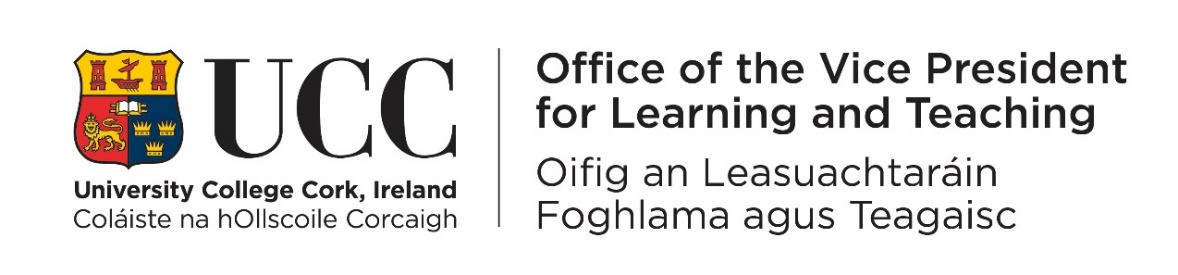 UCC
University College Cork, Ireland
Coláiste na hOllscoile Corcaigh
Office of the Vice President
for Learning and Teaching
Oifig an Leasuachtaráin
Foghlama agus Teagaisc